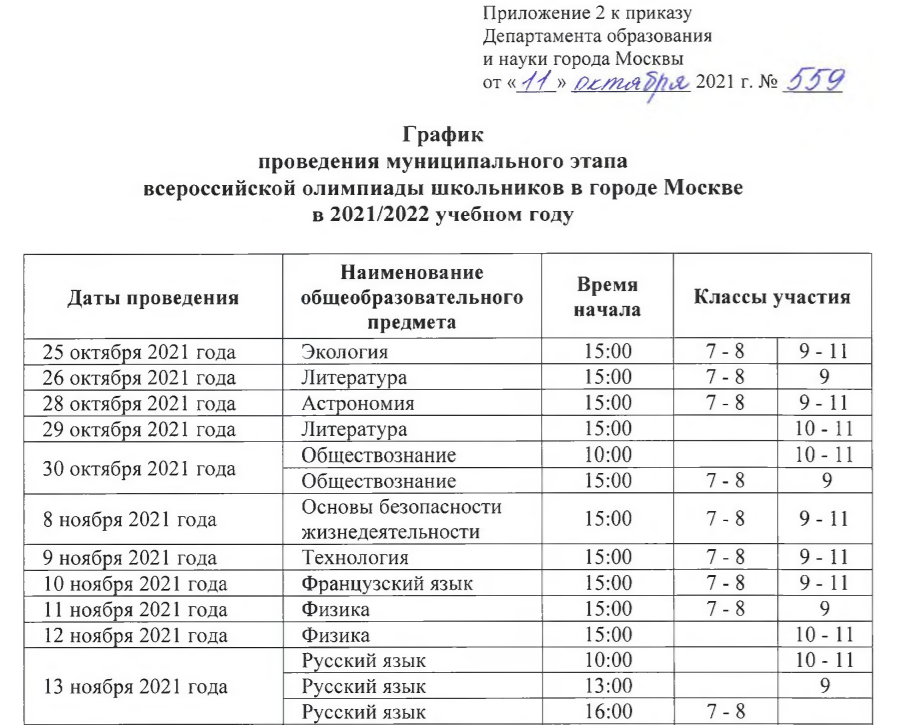 Приложение 2 к приказу
Департамента образования
и науки города Москвы
от «11» октября 2021 г. № 559
График
проведения муниципального этапа
всероссийской олимпиады школьников в городе Москве
в 2021/2022 учебном году
Даты проведения Наименование общеобразовательного предмета Время начала Классы участия
25 октября 2021 года Экология 15:00 7 - 8 9 - 11
26 октября 2021 года Литература 15:00 7 - 8 9
28 октября 2021 года Астрономия 15:00 7 - 8 9 - 11
29 октября 2021 года Литература 15:00 10 - 11
30 октября 2021 года Обществознание 10:00 10 - 11
Обществознание 15:00 7 - 8 9
8 ноября 2021 года Основы безопасности жизнедеятельности 15:00 7 - 8 9 - 11
9 ноября 2021 года Технология 15:00 7 - 8 9 - 11
10 ноября 2021 года Французский язык 15:00 7 - 8 9 - 11
11 ноября 2021 года Физика 15:00 7 - 8 9
12 ноября 2021 года Физика 15:00 10 - 11
13 ноября 2021 года Русский язык 10:00 10 - 11
Русский язык 13:00 9
Русский язык 16:00 7 - 8